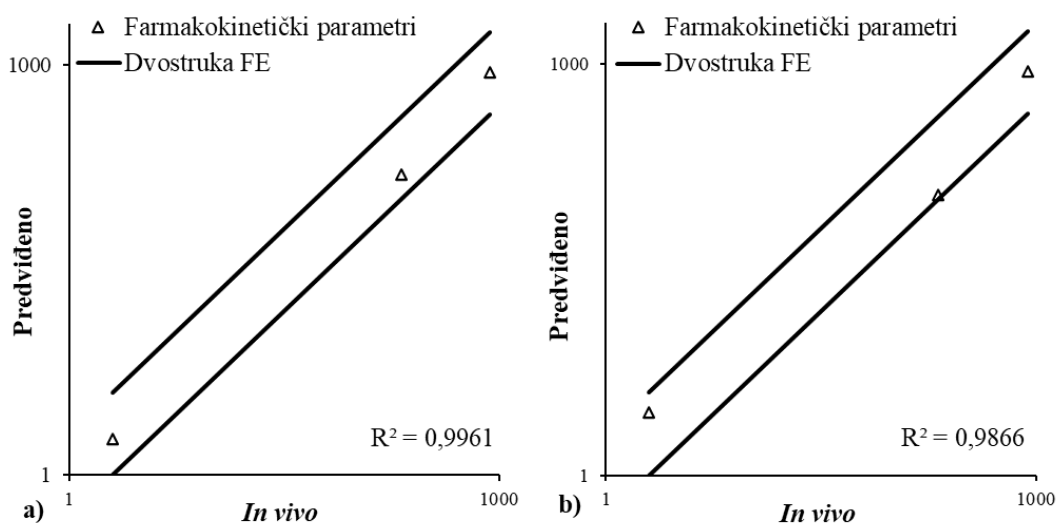 Farmakokinetički parametri
Dvostruka FE
1000
Predviđeno
R² = 0,9961
1
1
1000
a)
In vivo
Farmakokinetički parametri
Dvostruka FE
1000
Predviđeno
R² = 0,9866
1
1
1000
b)
In vivo